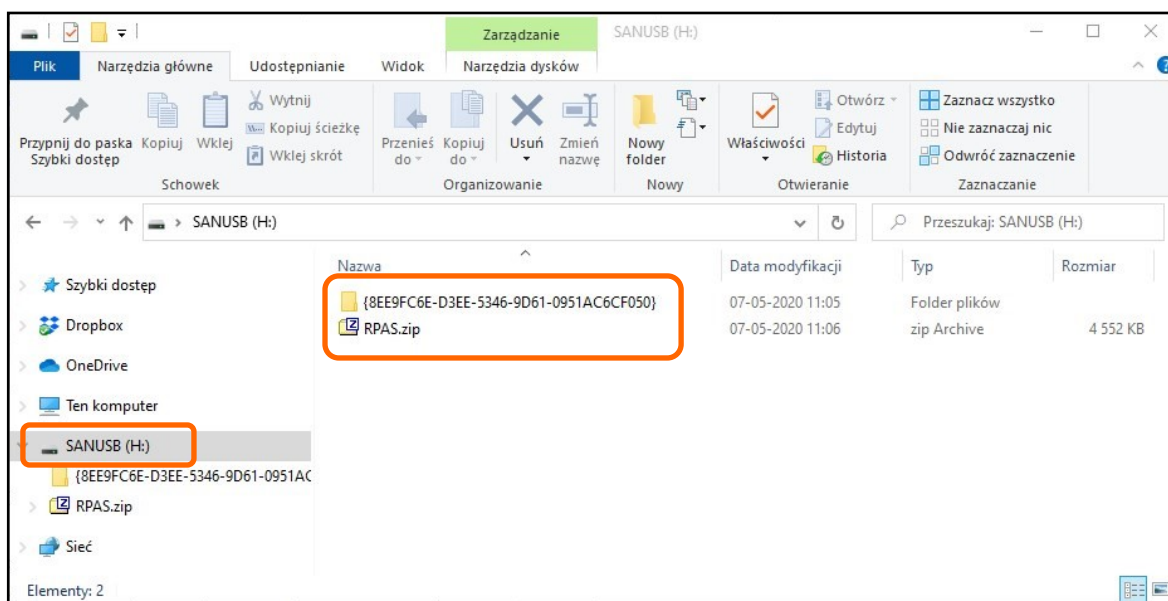 Zarządzanie SANUSB (H:)
Plik Narzędzia główne Udostępnianie Widok Narzędzia dysków
Przypnij do paska Szybki dostęp
Kopiuj
Wklej
Wytnij
Kopiuj ścieżkę
Wklej skrót
Schowek
Przenieś do
Kopiuj do
Usuń
Zmień nazwę
Organizowanie
Nowy folder
Nowy
Właściwości
Otwórz
Edytuj
Historia
Otwieranie
Zaznacz wszystko
Nie zaznaczaj nic
Odwróć zaznaczenie
Zaznaczanie
SANUSB (H:) Przeszukaj: SANUSB (H:)
Szybki dostęp
Dropbox
OneDrive
Ten komputer
SANUSB (H:)
{8EE9FC6E-D3EE-5346-9D61-0951AC
RPAS.zip
Sieć
Nazwa Data modyfikacji Typ Rozmiar
{8EE9FC6E-D3EE-5346-9D61-0951AC6CF050} 07-05-2020 11:05 Folder plików
RPAS.zip 07-05-2020 11:06 zip Archive 4 552 KB
Elementy: 2